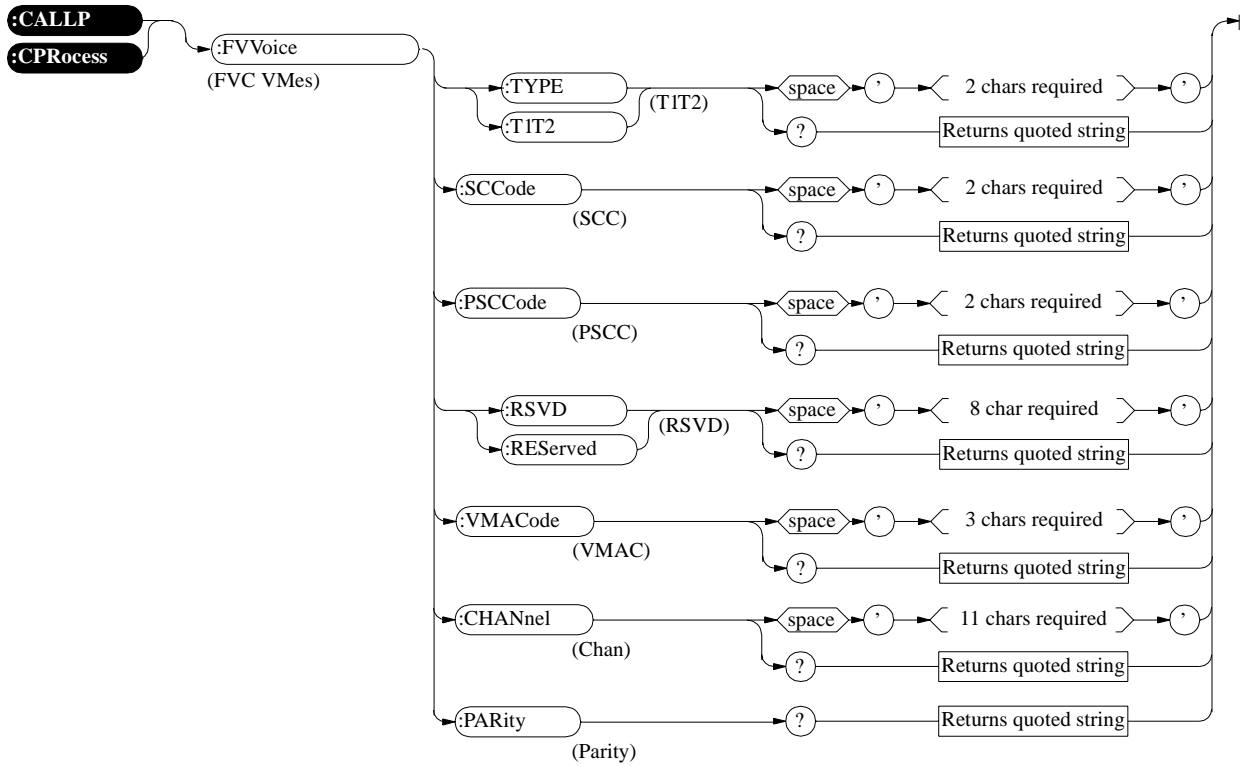 :CALLP
:CPRocess
:FVVoice
(FVC VMes)
:TYPE
:T1T2
(T1T2)
space ’ 2 chars required ’
? Returns quoted string
:SCCode
(SCC)
space ’ 2 chars required ’
? Returns quoted string
:PSCCode
(PSCC)
space ’ 2 chars required ’
? Returns quoted string
:RSVD
:REServed
(RSVD)
space ’ 8 char required ’
? Returns quoted string
:VMACode
(VMAC)
space ’ 3 chars required ’
? Returns quoted string
:CHANnel
(Chan)
space ’ 11 chars required ’
? Returns quoted string
:PARity
(Parity)
? Returns quoted string